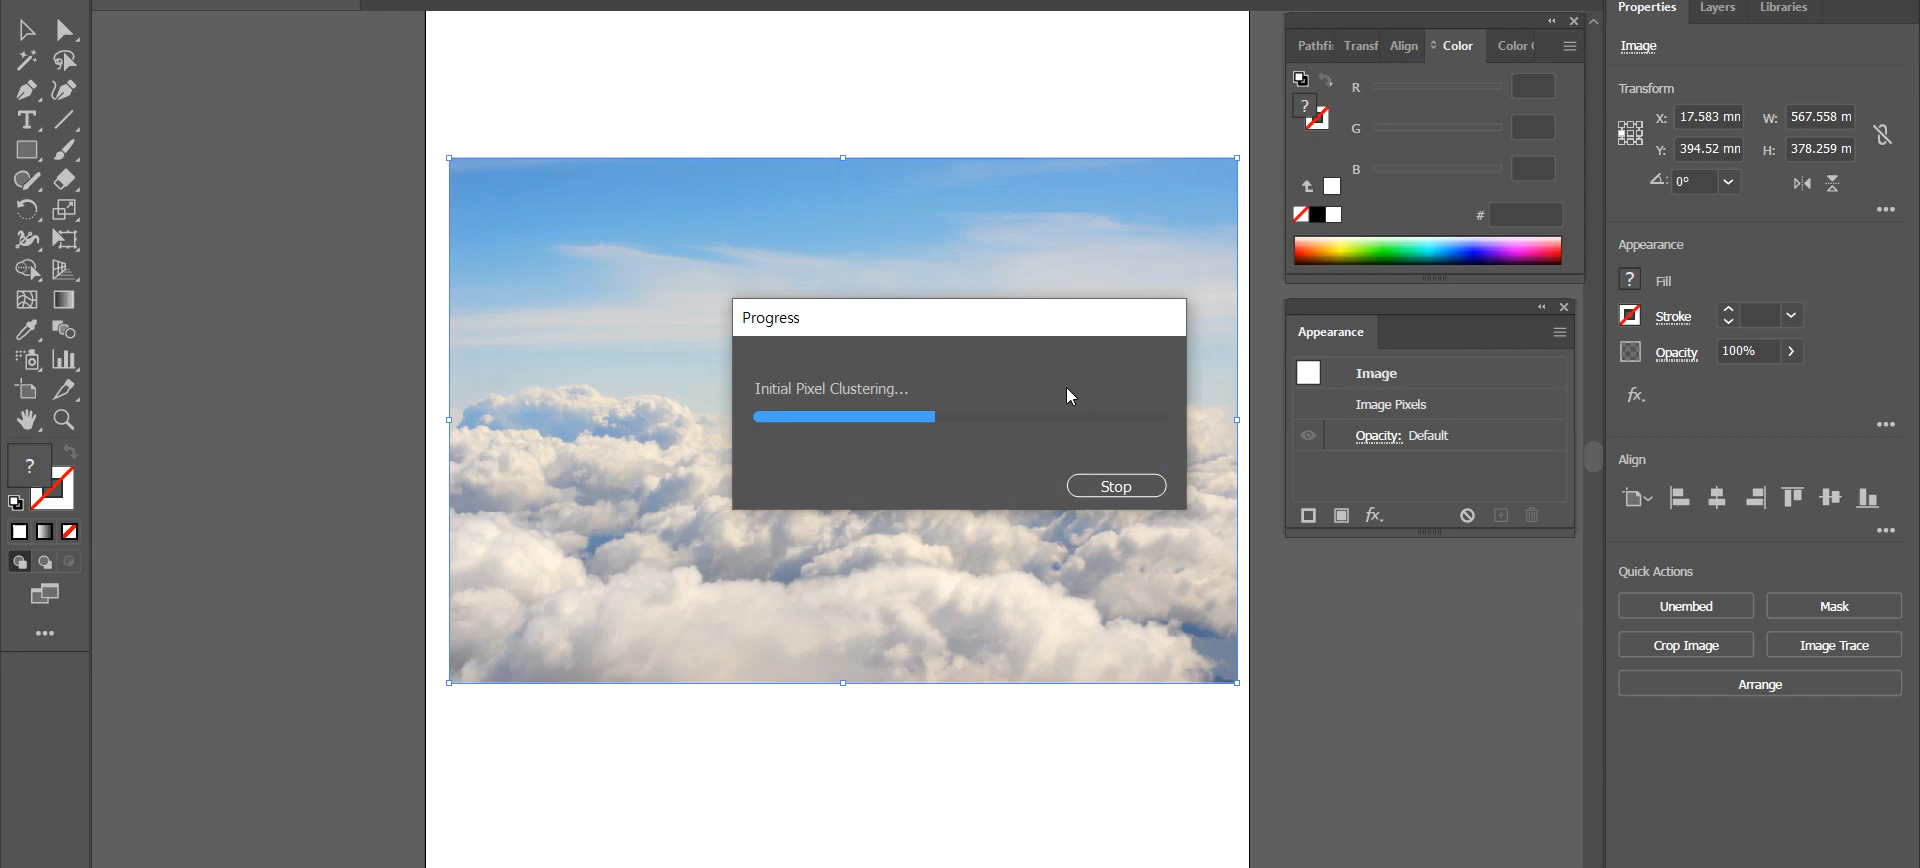 Properties Layers Libraries
Image
Transform
X: 17.583 mm W: 567.558 m
Y: 394.52 mm H: 378.259 m
0°
Appearance
? Fill
Stroke
Opacity 100%
fx.
Align
Quick Actions
Unembed Mask
Crop Image Image Trace
Arrange
Pathfi Transf Align Color Color (
R
?
G
B
#
Appearance
Image
Image Pixels
Opacity: Default
fx.
Progress
Initial Pixel Clustering...
Stop
T
?